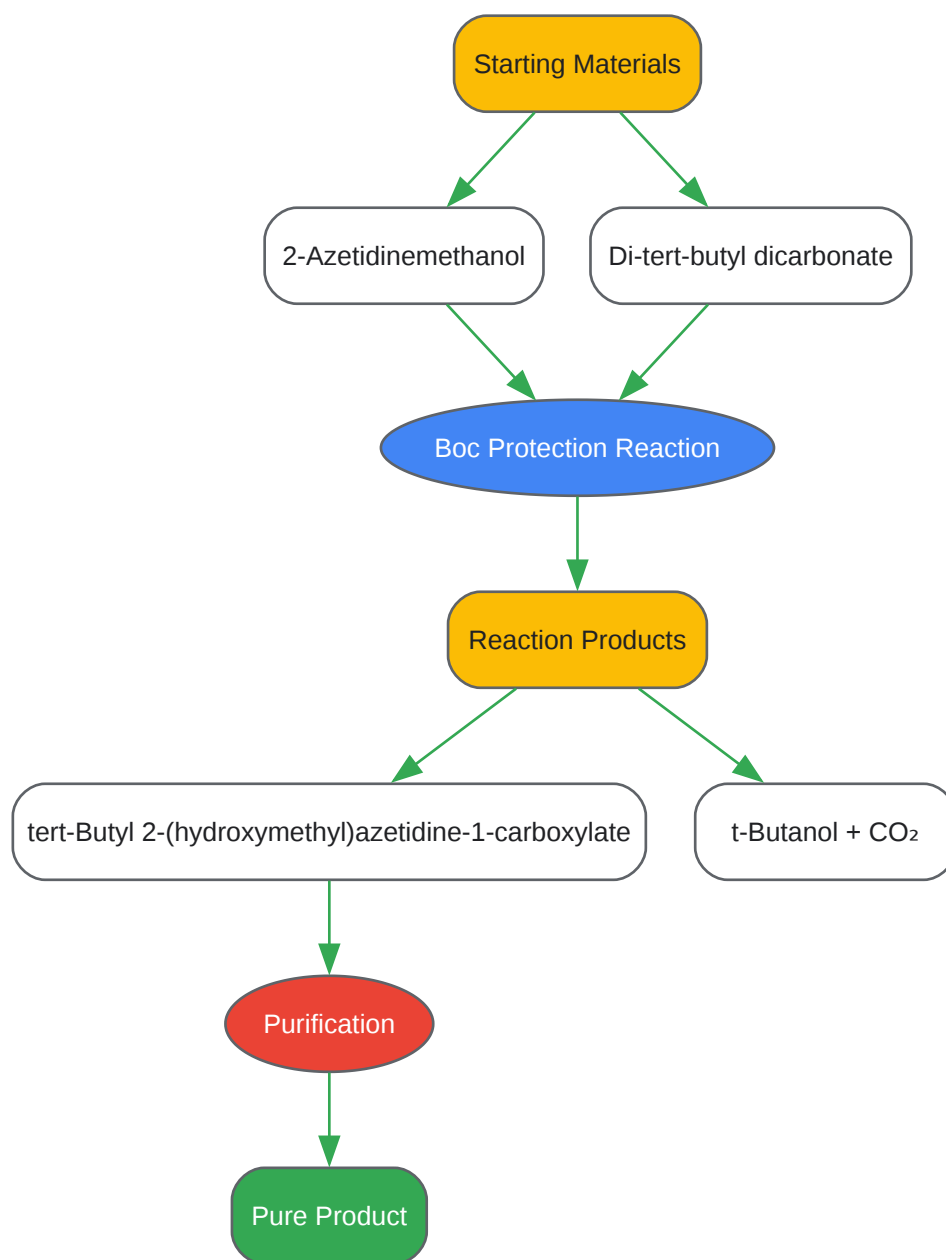 Starting Materials
2-Azetidinemethanol
Di-tert-butyl dicarbonate
Boc Protection Reaction
Reaction Products
tert-Butyl 2-(hydroxymethyl)azetidine-1-carboxylate
t-Butanol + CO₂
Purification
Pure Product